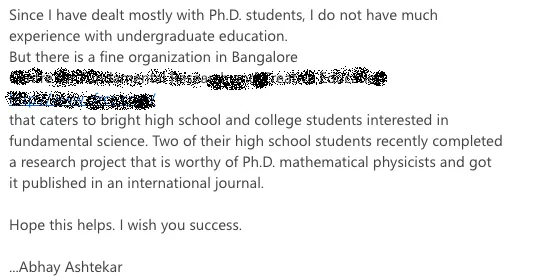 Since I have dealt mostly with Ph.D. students, I do not have much
experience with undergraduate education.
But there is a fine organization in Bangalore
that caters to bright high school and college students interested in
fundamental science. Two of their high school students recently completed
a research project that is worthy of Ph.D. mathematical physicists and got
it published in an international journal.
Hope this helps. I wish you success.
...Abhay Ashtekar